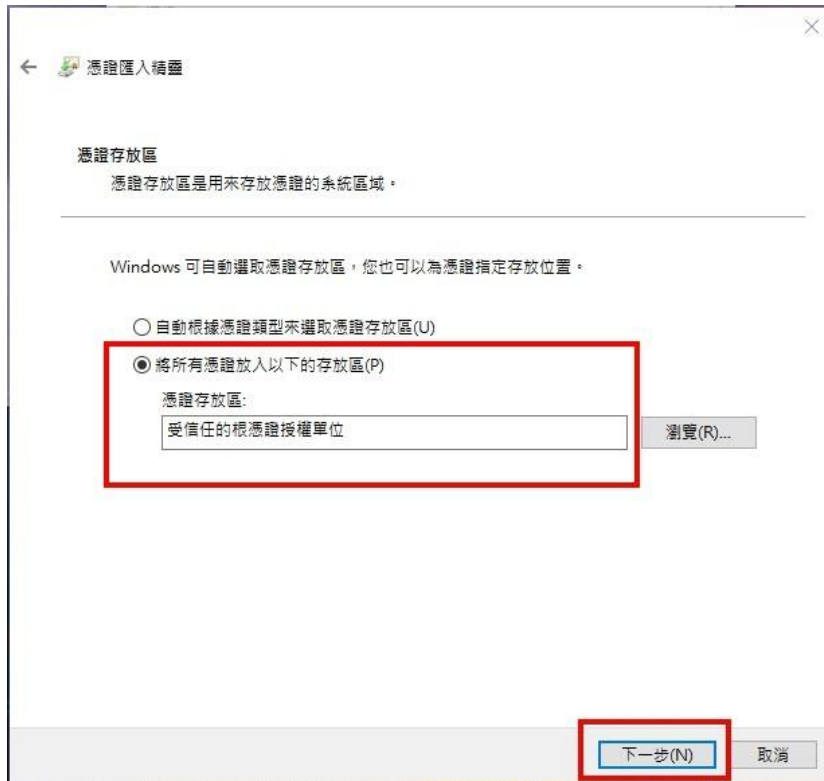 憑證匯入精靈
憑證存放區
憑證存放區是用來存放憑證的系統區域。
Windows 可自動選取憑證存放區，您也可以為憑證指定存放位置。
自動根據憑證類型來選取憑證存放區(U)
將所有憑證放入以下的存放區(P)
憑證存放區:
受信任的根憑證授權單位
瀏覽(R)...
下一步(N)
取消